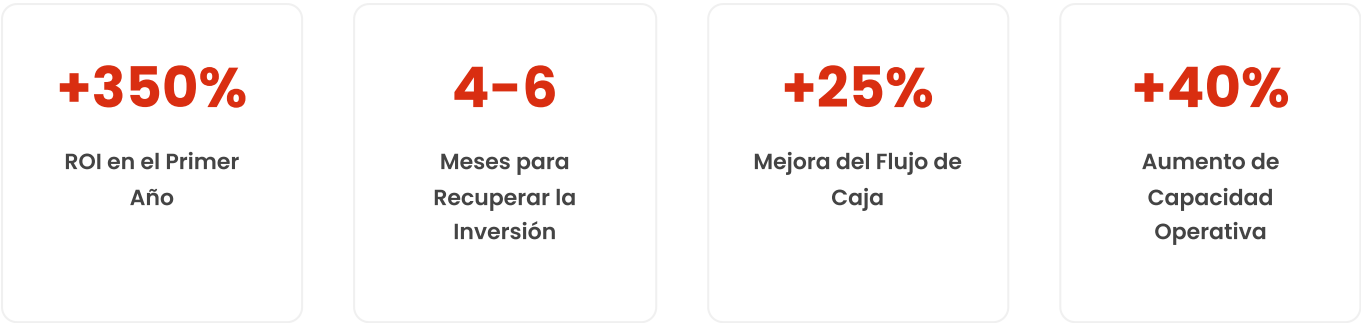 +350%
ROI en el Primer
Año
4-6
Meses para
Recuperar la
Inversión
+25%
Mejora del Flujo de
Caja
+40%
Aumento de
Capacidad
Operativa